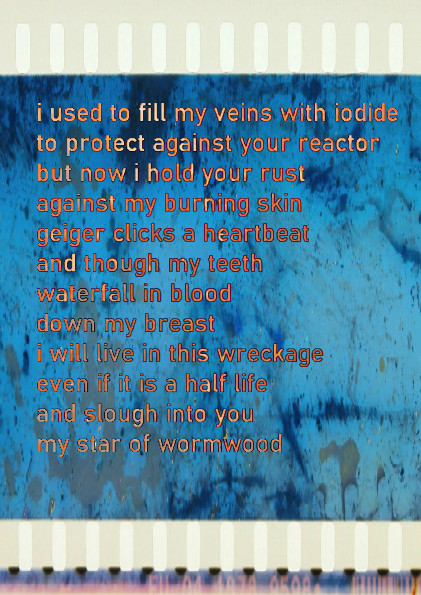 i used to fill my veins with iodide
to protect against your reactor
but now i hold your rust
against my burning skin
geiger clicks a heartbeat
and though my teeth
waterfall in blood
down my breast
i will live in this wreckage
even if it is a half life
and slough into you
my star of wormwood